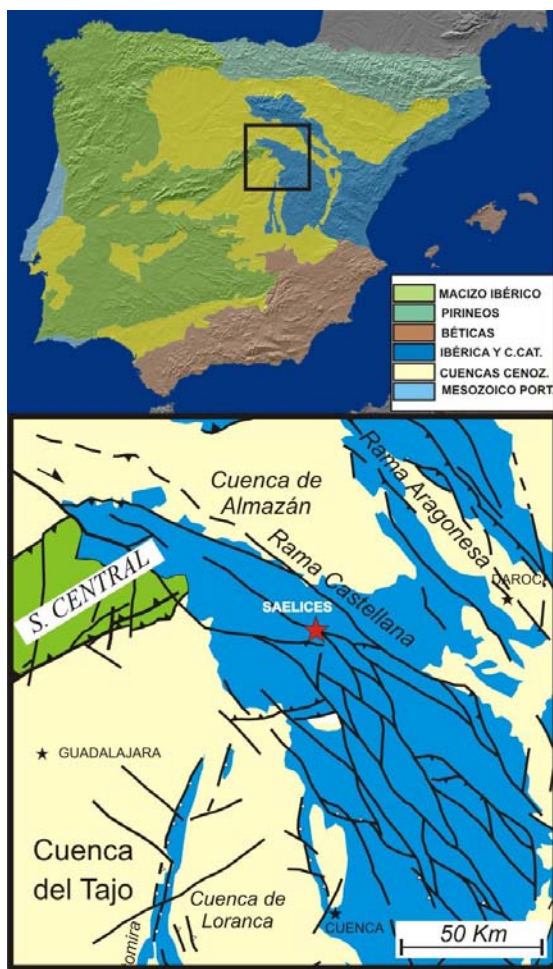 MACIZO IBÉRICO
PIRINEOS
BÉTICAS
IBÉRICA Y C.CAT.
CUENCAS CENOZ.
MESOZOICO PORT.
Cuenca de
Almazán
Rama Aragonesa
DAROCA
Rama Castellana
S. CENTRAL
SAELICES
GUADALAJARA
Cuenca
del Tajo
Cuenca de
Loranca
CUENCA
50 Km